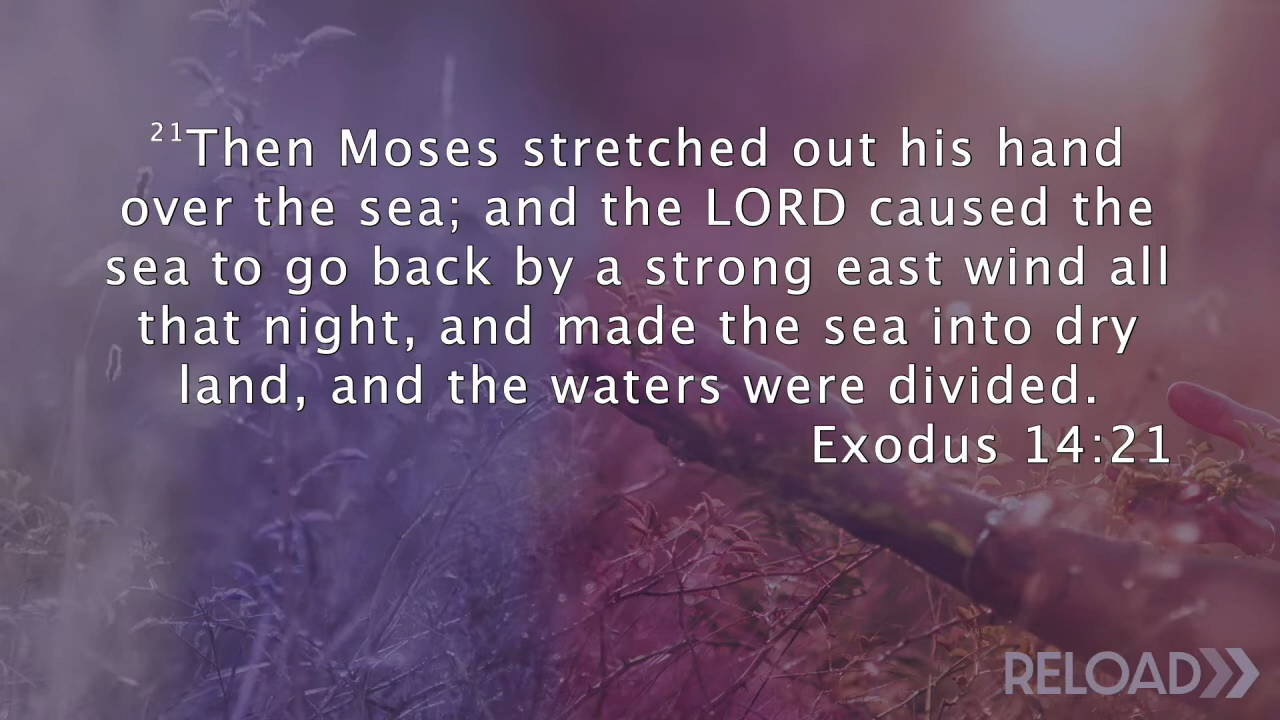 21Then Moses stretched out his hand
over the sea; and the LORD caused the
sea to go back by a strong east wind all
that night, and made the sea into dry
land, and the waters were divided.
Exodus 14:21
RELOAD